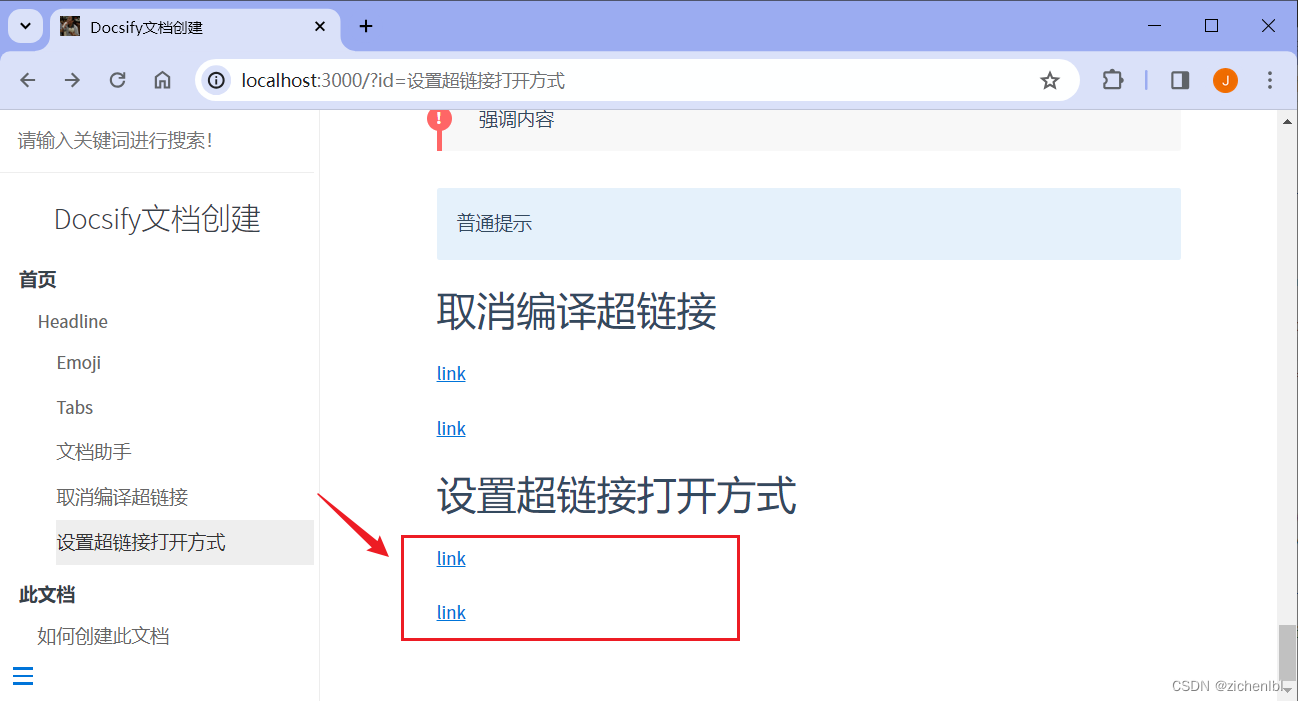 Docsify文档创建
localhost:3000/?id=设置超链接打开方式
J
请输入关键词进行搜索!
Docsify文档创建
首页
Headline
Emoji
Tabs
文档助手
取消编译超链接
设置超链接打开方式
此文档
如何创建此文档
!
强调内容
普通提示
取消编译超链接
link
link
设置超链接打开方式
link
link
CSDN @zichenlbl